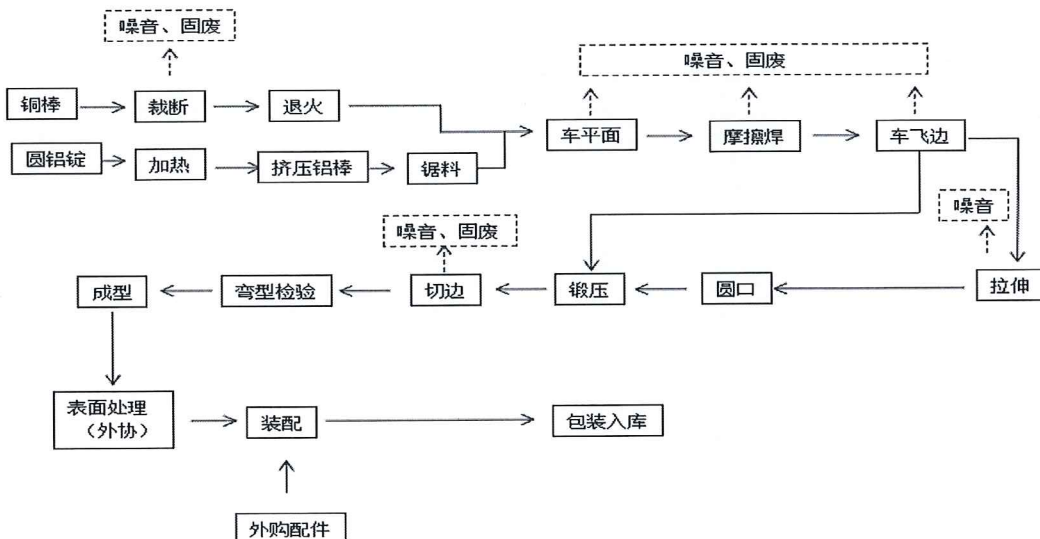 噪音、固废
噪音、固废
铜棒
裁断
退火
车平面
摩擦焊
车飞边
圆铝锭
加热
挤压铝棒
锯料
噪音
噪音、固废
成型
弯型检验
切边
锻压
圆口
拉伸
表面处理
（外协）
装配
包装入库
外购配件